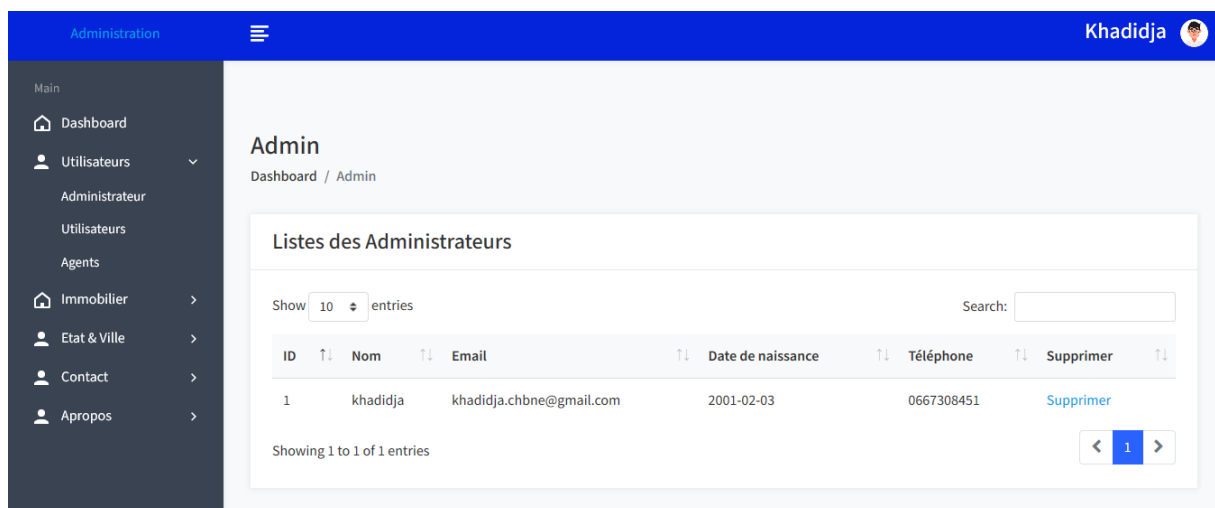 Administration
Khadidja
Main
Dashboard
Utilisateurs
Administrateur
Utilisateurs
Agents
Immobilier
Etat & Ville
Contact
Apropos
Admin
Dashboard / Admin
Listes des Administrateurs
Show 10 entries Search:
ID Nom Email Date de naissance Téléphone Supprimer
1 khadidja khadidja.chbne@gmail.com 2001-02-03 0667308451 Supprimer
Showing 1 to 1 of 1 entries 1